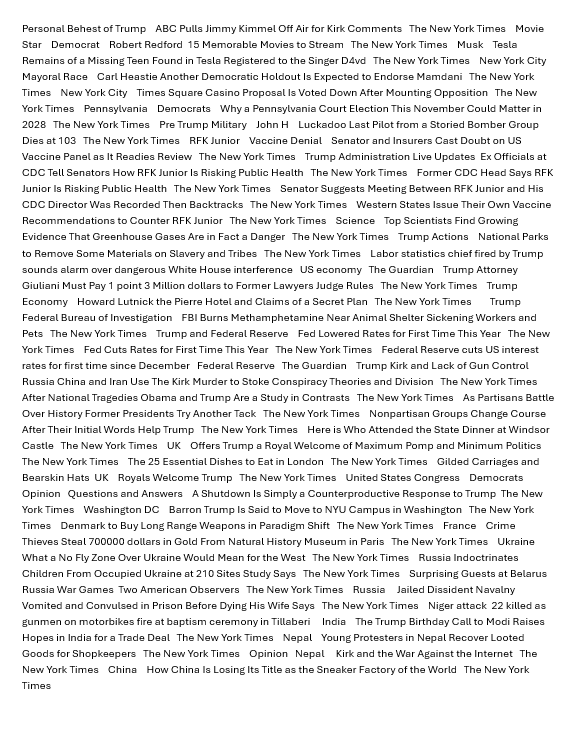 Personal Behest of Trump    ABC Pulls Jimmy Kimmel Off Air for Kirk Comments   The New York Times    Movie
Star    Democrat    Robert Redford  15 Memorable Movies to Stream   The New York Times    Musk    Tesla
Remains of a Missing Teen Found in Tesla Registered to the Singer D4vd   The New York Times    New York City
Mayoral Race    Carl Heastie Another Democratic Holdout Is Expected to Endorse Mamdani   The New York
Times    New York City    Times Square Casino Proposal Is Voted Down After Mounting Opposition   The New
York Times    Pennsylvania    Democrats    Why a Pennsylvania Court Election This November Could Matter in
2028   The New York Times    Pre Trump Military    John H    Luckadoo Last Pilot from a Storied Bomber Group
Dies at 103   The New York Times    RFK Junior    Vaccine Denial    Senator and Insurers Cast Doubt on US
Vaccine Panel as It Readies Review   The New York Times    Trump Administration Live Updates  Ex Officials at
CDC Tell Senators How RFK Junior Is Risking Public Health   The New York Times    Former CDC Head Says RFK
Junior Is Risking Public Health   The New York Times    Senator Suggests Meeting Between RFK Junior and His
CDC Director Was Recorded Then Backtracks   The New York Times    Western States Issue Their Own Vaccine
Recommendations to Counter RFK Junior   The New York Times    Science    Top Scientists Find Growing
Evidence That Greenhouse Gases Are in Fact a Danger   The New York Times    Trump Actions    National Parks
to Remove Some Materials on Slavery and Tribes   The New York Times    Labor statistics chief fired by Trump
sounds alarm over dangerous White House interference   US economy   The Guardian    Trump Attorney
Giuliani Must Pay 1 point 3 Million dollars to Former Lawyers Judge Rules   The New York Times    Trump
Economy    Howard Lutnick the Pierre Hotel and Claims of a Secret Plan   The New York Times        Trump
Federal Bureau of Investigation    FBI Burns Methamphetamine Near Animal Shelter Sickening Workers and
Pets   The New York Times    Trump and Federal Reserve    Fed Lowered Rates for First Time This Year   The New
York Times    Fed Cuts Rates for First Time This Year   The New York Times    Federal Reserve cuts US interest
rates for first time since December   Federal Reserve   The Guardian    Trump Kirk and Lack of Gun Control
Russia China and Iran Use The Kirk Murder to Stoke Conspiracy Theories and Division   The New York Times
After National Tragedies Obama and Trump Are a Study in Contrasts   The New York Times    As Partisans Battle
Over History Former Presidents Try Another Tack   The New York Times    Nonpartisan Groups Change Course
After Their Initial Words Help Trump   The New York Times    Here is Who Attended the State Dinner at Windsor
Castle   The New York Times    UK    Offers Trump a Royal Welcome of Maximum Pomp and Minimum Politics
The New York Times    The 25 Essential Dishes to Eat in London   The New York Times    Gilded Carriages and
Bearskin Hats  UK    Royals Welcome Trump   The New York Times    United States Congress    Democrats
Opinion   Questions and Answers    A Shutdown Is Simply a Counterproductive Response to Trump  The New
York Times    Washington DC    Barron Trump Is Said to Move to NYU Campus in Washington   The New York
Times    Denmark to Buy Long Range Weapons in Paradigm Shift   The New York Times    France    Crime
Thieves Steal 700000 dollars in Gold From Natural History Museum in Paris   The New York Times    Ukraine
What a No Fly Zone Over Ukraine Would Mean for the West   The New York Times    Russia Indoctrinates
Children From Occupied Ukraine at 210 Sites Study Says   The New York Times    Surprising Guests at Belarus
Russia War Games  Two American Observers   The New York Times    Russia     Jailed Dissident Navalny
Vomited and Convulsed in Prison Before Dying His Wife Says   The New York Times    Niger attack  22 killed as
gunmen on motorbikes fire at baptism ceremony in Tillaberi     India    The Trump Birthday Call to Modi Raises
Hopes in India for a Trade Deal   The New York Times    Nepal    Young Protesters in Nepal Recover Looted
Goods for Shopkeepers   The New York Times    Opinion   Nepal     Kirk and the War Against the Internet   The
New York Times    China    How China Is Losing Its Title as the Sneaker Factory of the World   The New York
Times